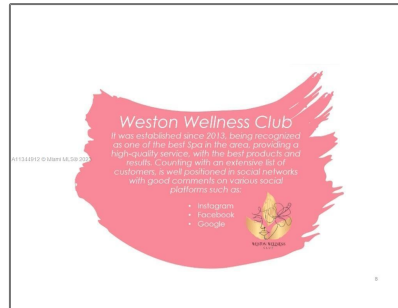 Weston Wellness Club
It was established since 2013, being recognized
as one of the best Spa in the area, providing a
high-quality service, with the best products and
results. Counting with an extensive list of
customers, is well positioned in social networks
with good comments on various social
platforms such as:
• Instagram
• Facebook
• Google